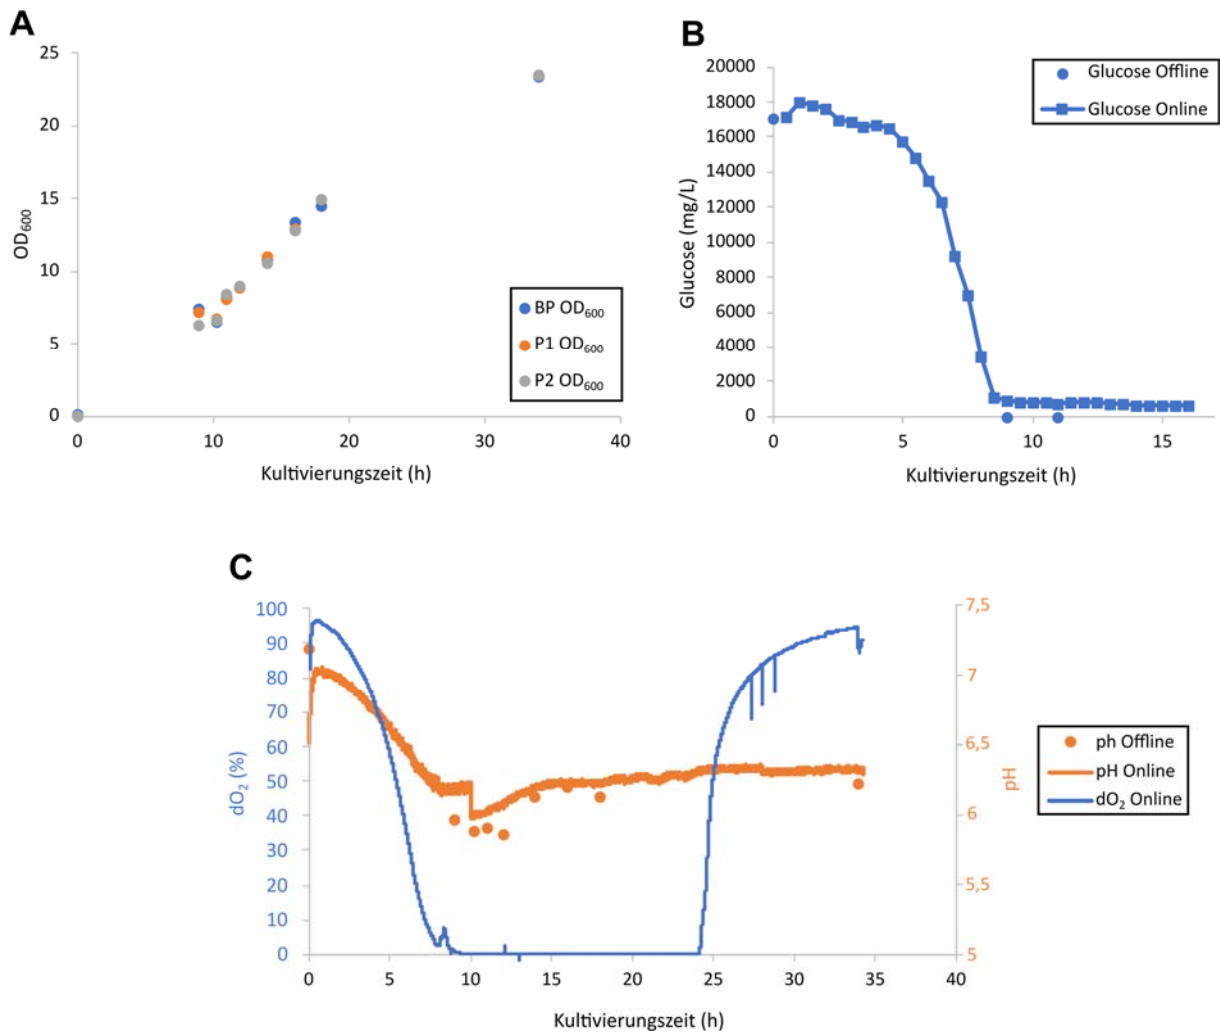 A
25
20
15
10
5
0
OD600
0 10 20 30 40
Kultivierungszeit (h)
BP OD600
P1 OD600
P2 OD600
B
20000
18000
16000
14000
12000
10000
8000
6000
4000
2000
0
Glucose (mg/L)
0 5 10 15
Kultivierungszeit (h)
Glucose Offline
Glucose Online
C
100
90
80
70
60
50
40
30
20
10
0
dO2 (%)
7,5
7
6,5
6
5,5
5
pH
0 5 10 15 20 25 30 35 40
Kultivierungszeit (h)
ph Offline
pH Online
dO2 Online